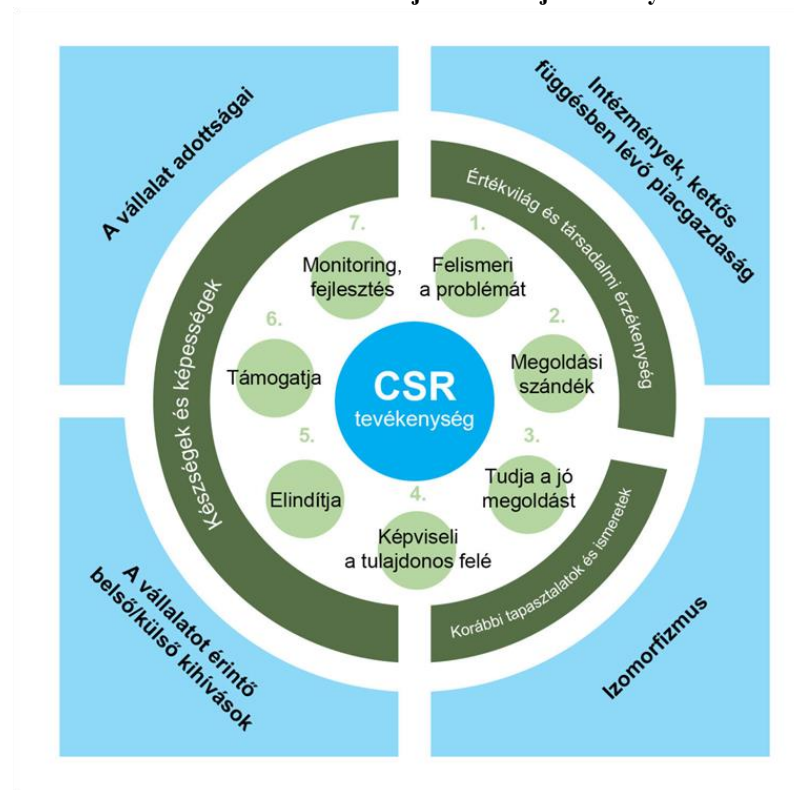 A vállalat adottságai
Intézmények, kettős
függésben lévő piacgazdaság
Értékvilág és társadalmi érzékenység
Készségek és képességek
Korábbi tapasztalatok és ismeretek
1.
Felismeri
a problémát
2.
Megoldási
szándék
3.
Tudja a jó
megoldást
4.
Képviseli
a tulajdonos felé
5.
Elindítja
6.
Támogatja
7.
Monitoring,
fejlesztés
CSR
tevékenység
A vállalatot érintő
belső/külső kihívások
Izomorfizmus